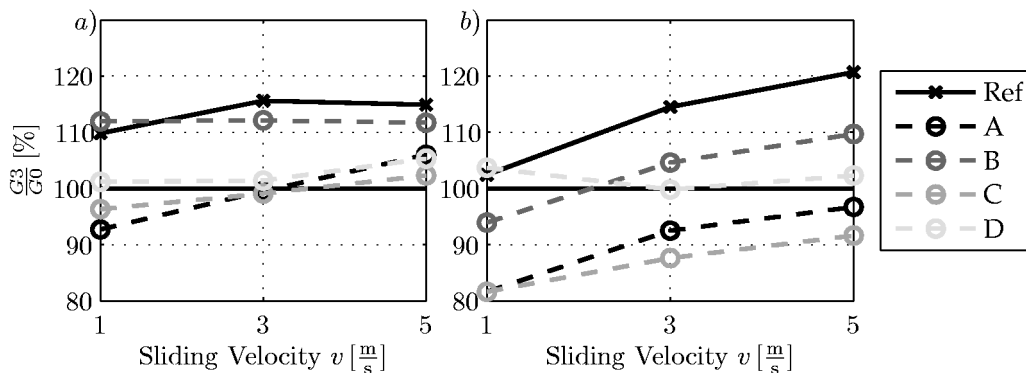 a)
b)
G3/G0 [%]
120
110
100
90
80
1 3 5
Sliding Velocity v [m/s]
120
110
100
90
80
1 3 5
Sliding Velocity v [m/s]
Ref
A
B
C
D